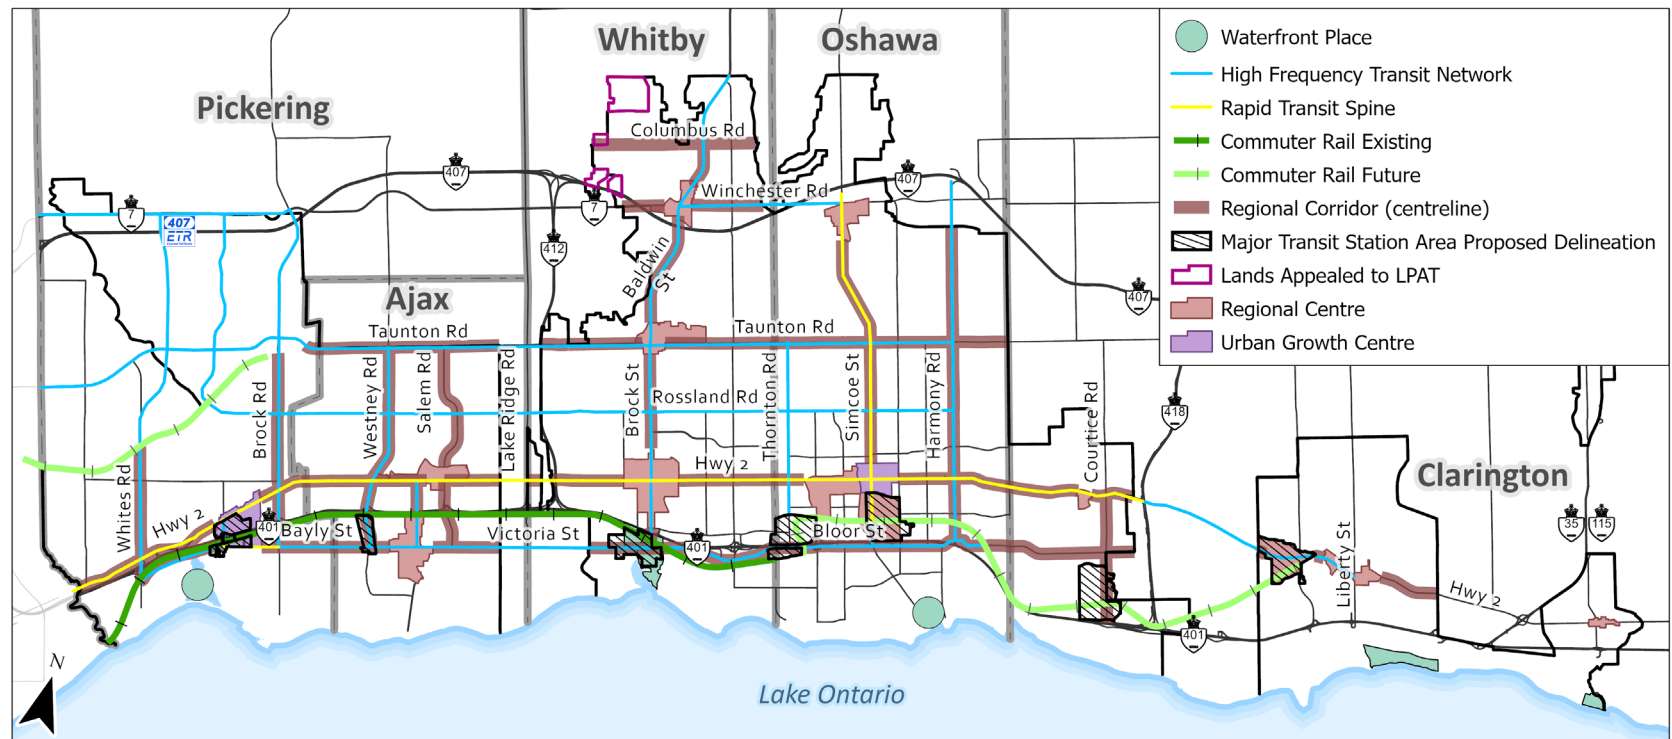 Whitby
Oshawa
Pickering
Ajax
Clarington
Waterfront Place
High Frequency Transit Network
Rapid Transit Spine
Commuter Rail Existing
Commuter Rail Future
Regional Corridor (centreline)
Major Transit Station Area Proposed Delineation
Lands Appealed to LPAT
Regional Centre
Urban Growth Centre
Columbus Rd
407
407
Winchester Rd
7
7
407
ETR
412
Baldwin
St
407
Taunton Rd
Taunton Rd
Brock Rd
Westney Rd
Salem Rd
Lake Ridge Rd
Brock St
Rossland Rd
Thornton Rd
Simcoe St
Harmony Rd
Courtice Rd
418
Whites Rd
Hwy 2
Hwy 2
401
Bayly St
Victoria St
401
Bloor St
35
115
Liberty St
Hwy 2
401
N
Lake Ontario